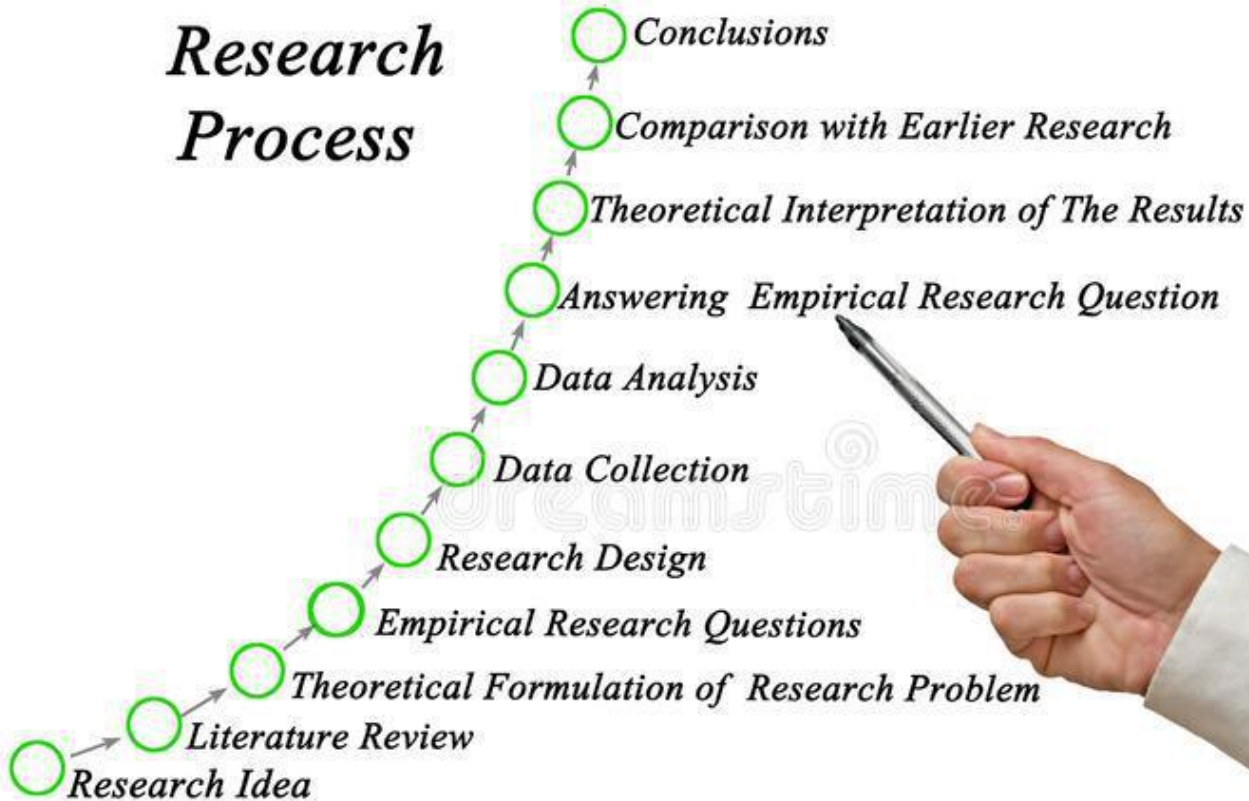 Research
Process
Conclusions
Comparison with Earlier Research
Theoretical Interpretation of The Results
Answering Empirical Research Question
Data Analysis
Data Collection
dreamstime.
Research Design
Empirical Research Questions
Theoretical Formulation of Research Problem
Literature Review
Research Idea